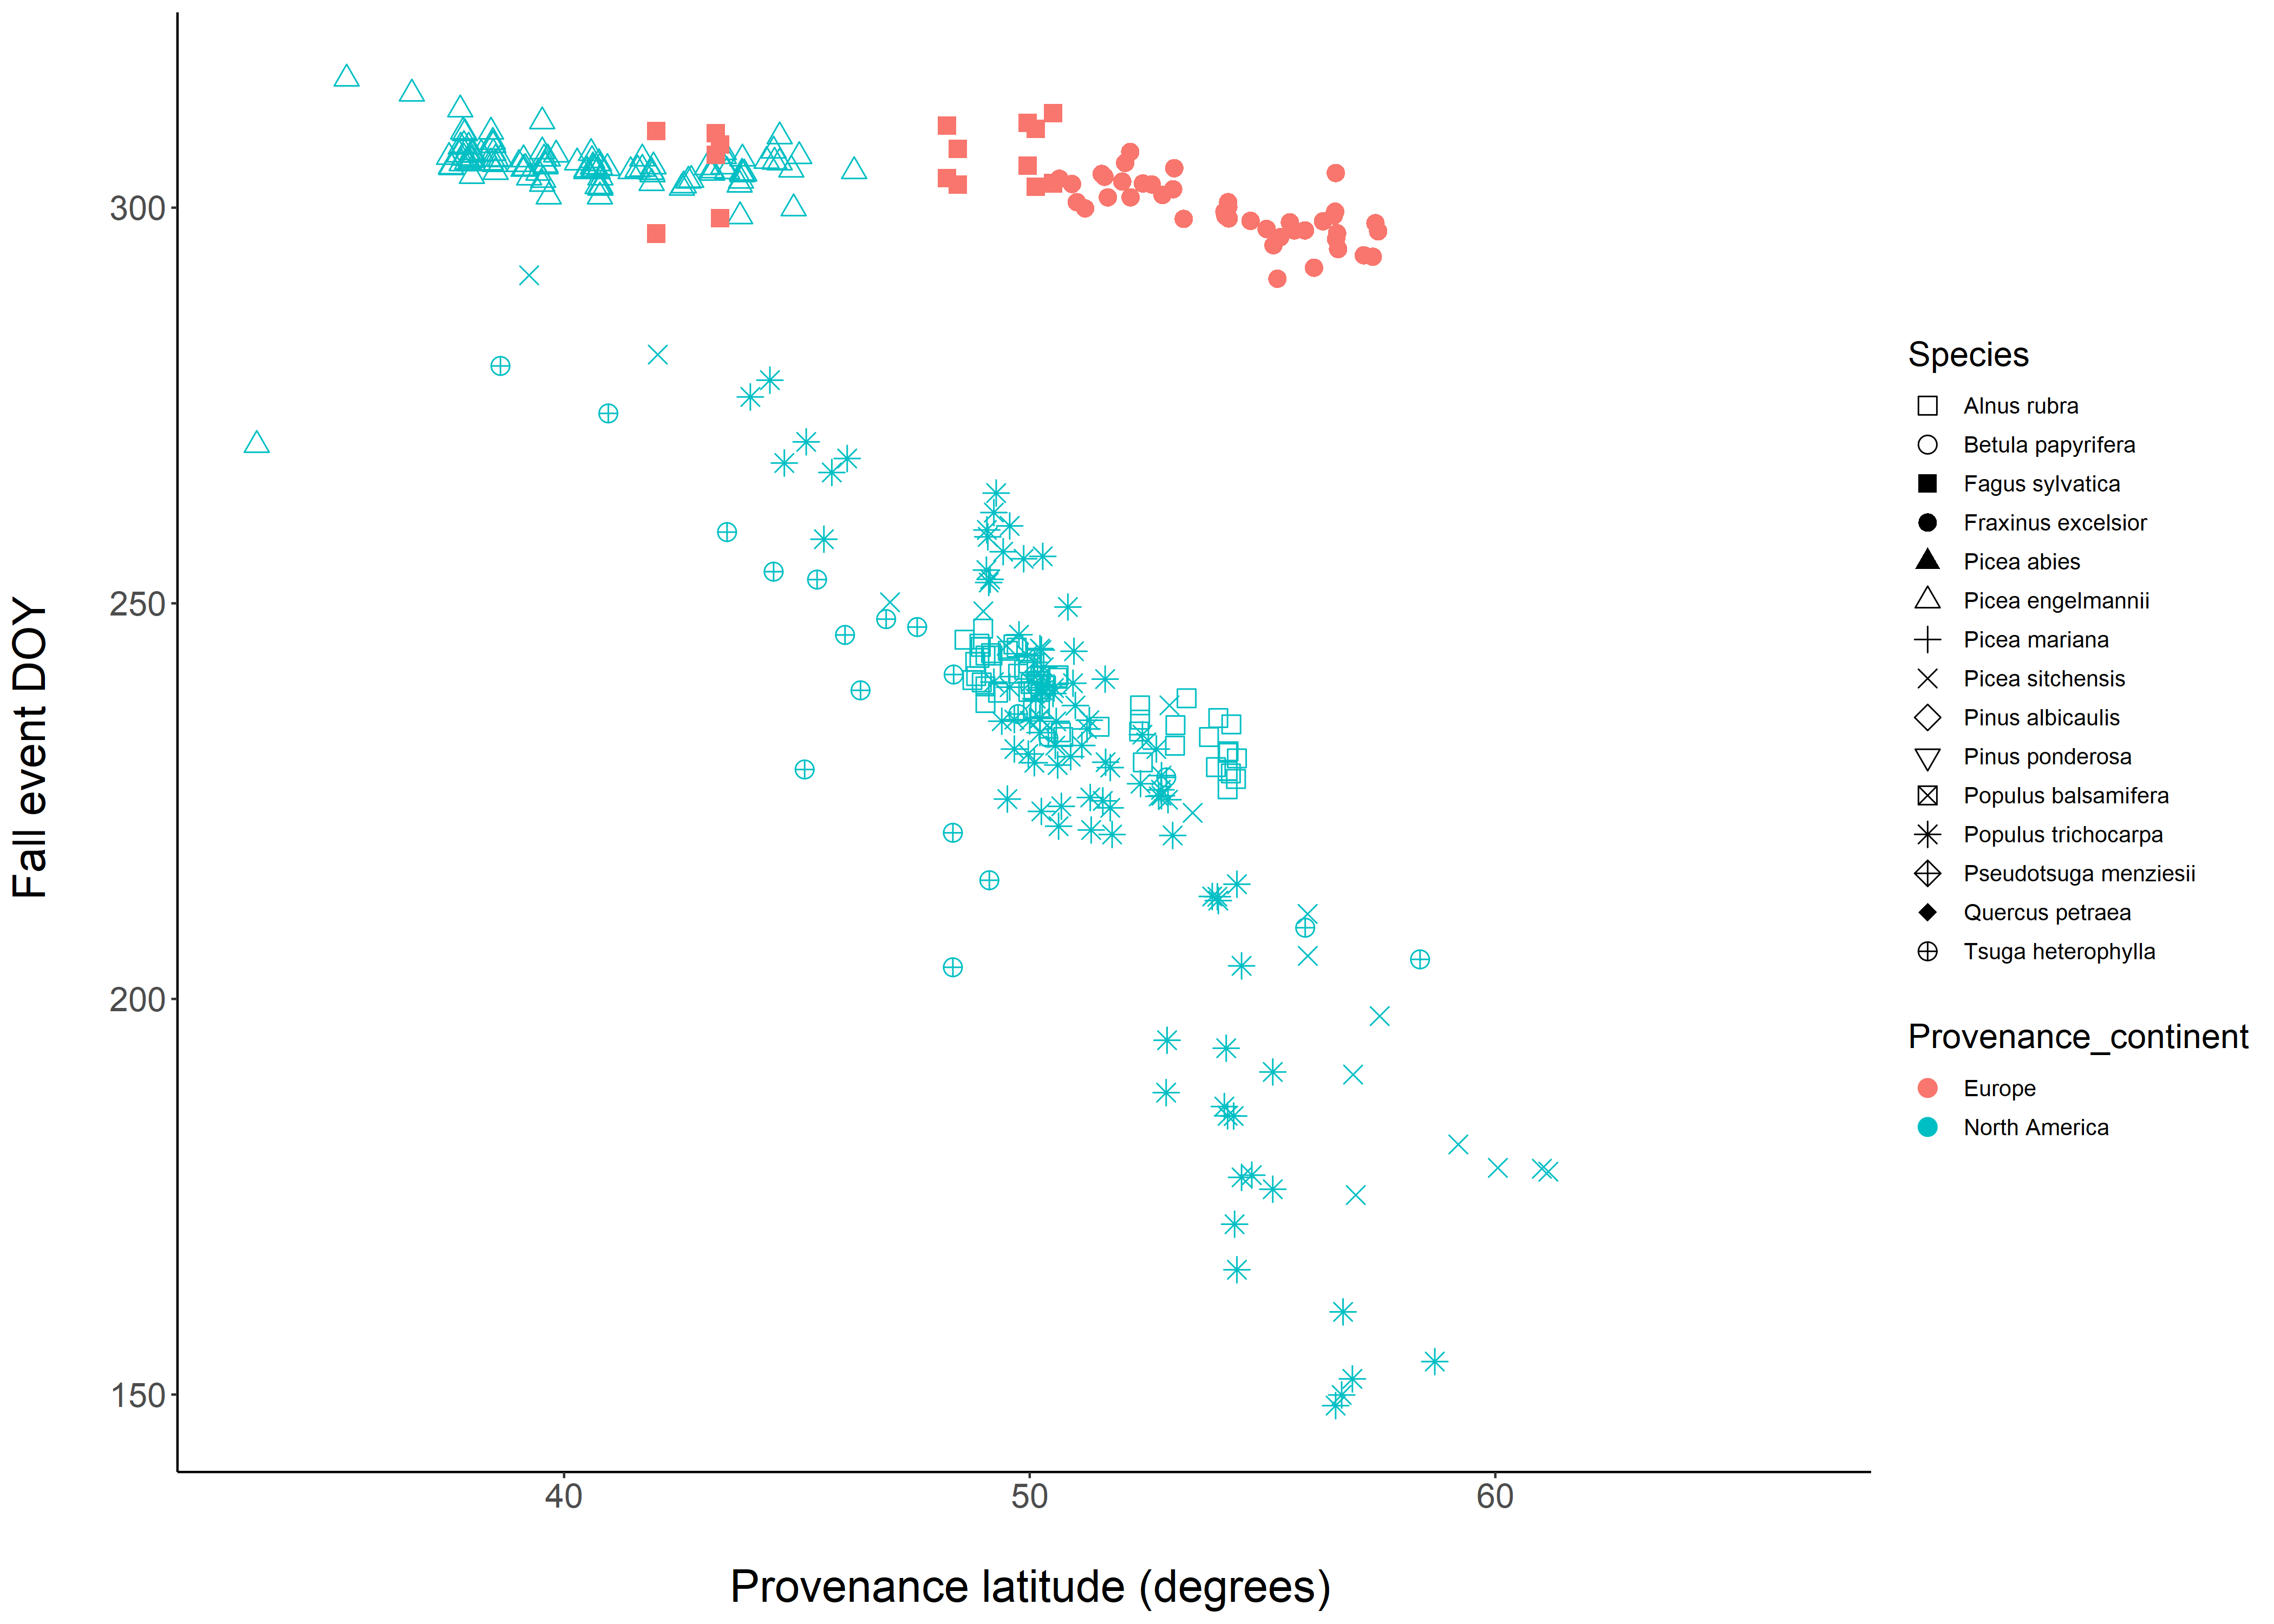 Fall event DOY
300
250
200
150
40
50
60
Provenance latitude (degrees)
Species
Alnus rubra
Betula papyrifera
Fagus sylvatica
Fraxinus excelsior
Picea abies
Picea engelmannii
Picea mariana
Picea sitchensis
Pinus albicaulis
Pinus ponderosa
Populus balsamifera
Populus trichocarpa
Pseudotsuga menziesii
Quercus petraea
Tsuga heterophylla
Provenance_continent
Europe
North America